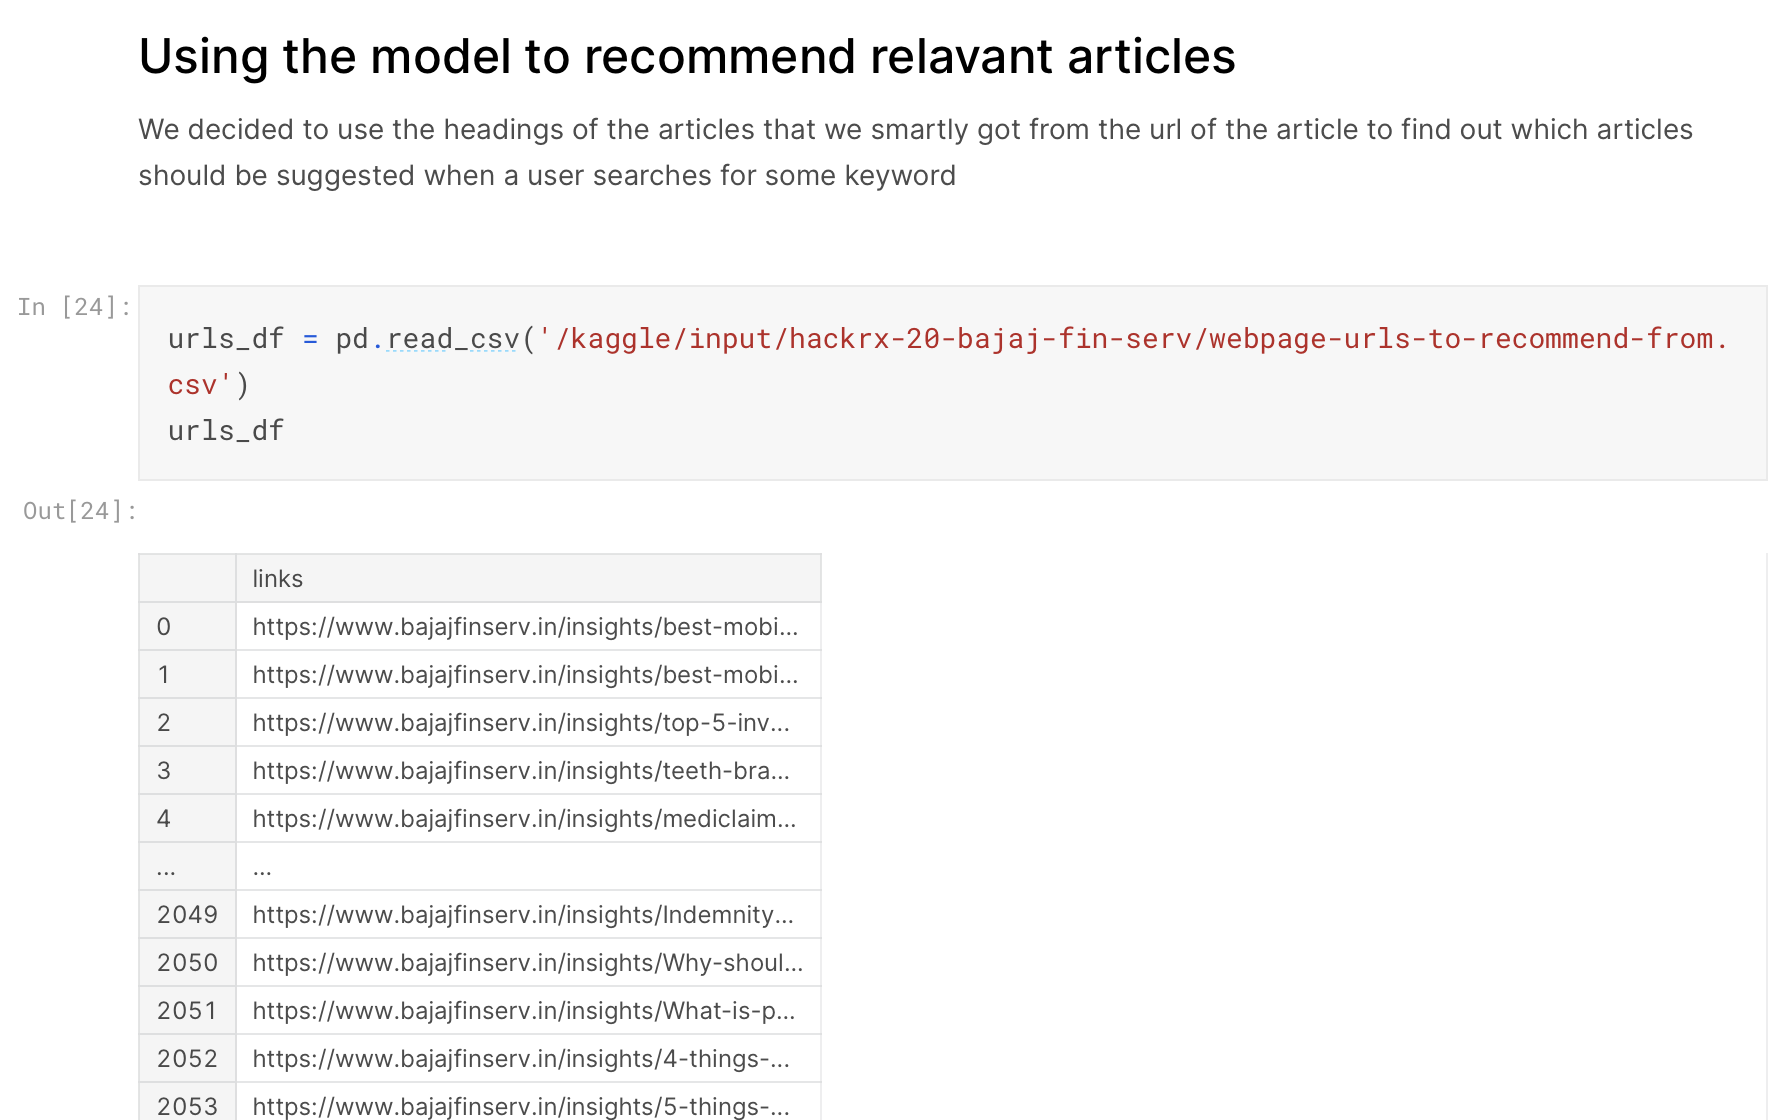 Using the model to recommend relavant articles
We decided to use the headings of the articles that we smartly got from the url of the article to find out which articles
should be suggested when a user searches for some keyword
In [24]:
urls_df = pd.read_csv('/kaggle/input/hackrx-20-bajaj-fin-serv/webpage-urls-to-recommend-from.
csv')
urls_df
Out[24]:
links
0 https://www.bajajfinserv.in/insights/best-mobi...
1 https://www.bajajfinserv.in/insights/best-mobi...
2 https://www.bajajfinserv.in/insights/top-5-inv...
3 https://www.bajajfinserv.in/insights/teeth-bra...
4 https://www.bajajfinserv.in/insights/mediclaim...
... ...
2049 https://www.bajajfinserv.in/insights/Indemnity...
2050 https://www.bajajfinserv.in/insights/Why-shoul...
2051 https://www.bajajfinserv.in/insights/What-is-p...
2052 https://www.bajajfinserv.in/insights/4-things-...
2053 https://www.bajajfinserv.in/insights/5-things-...